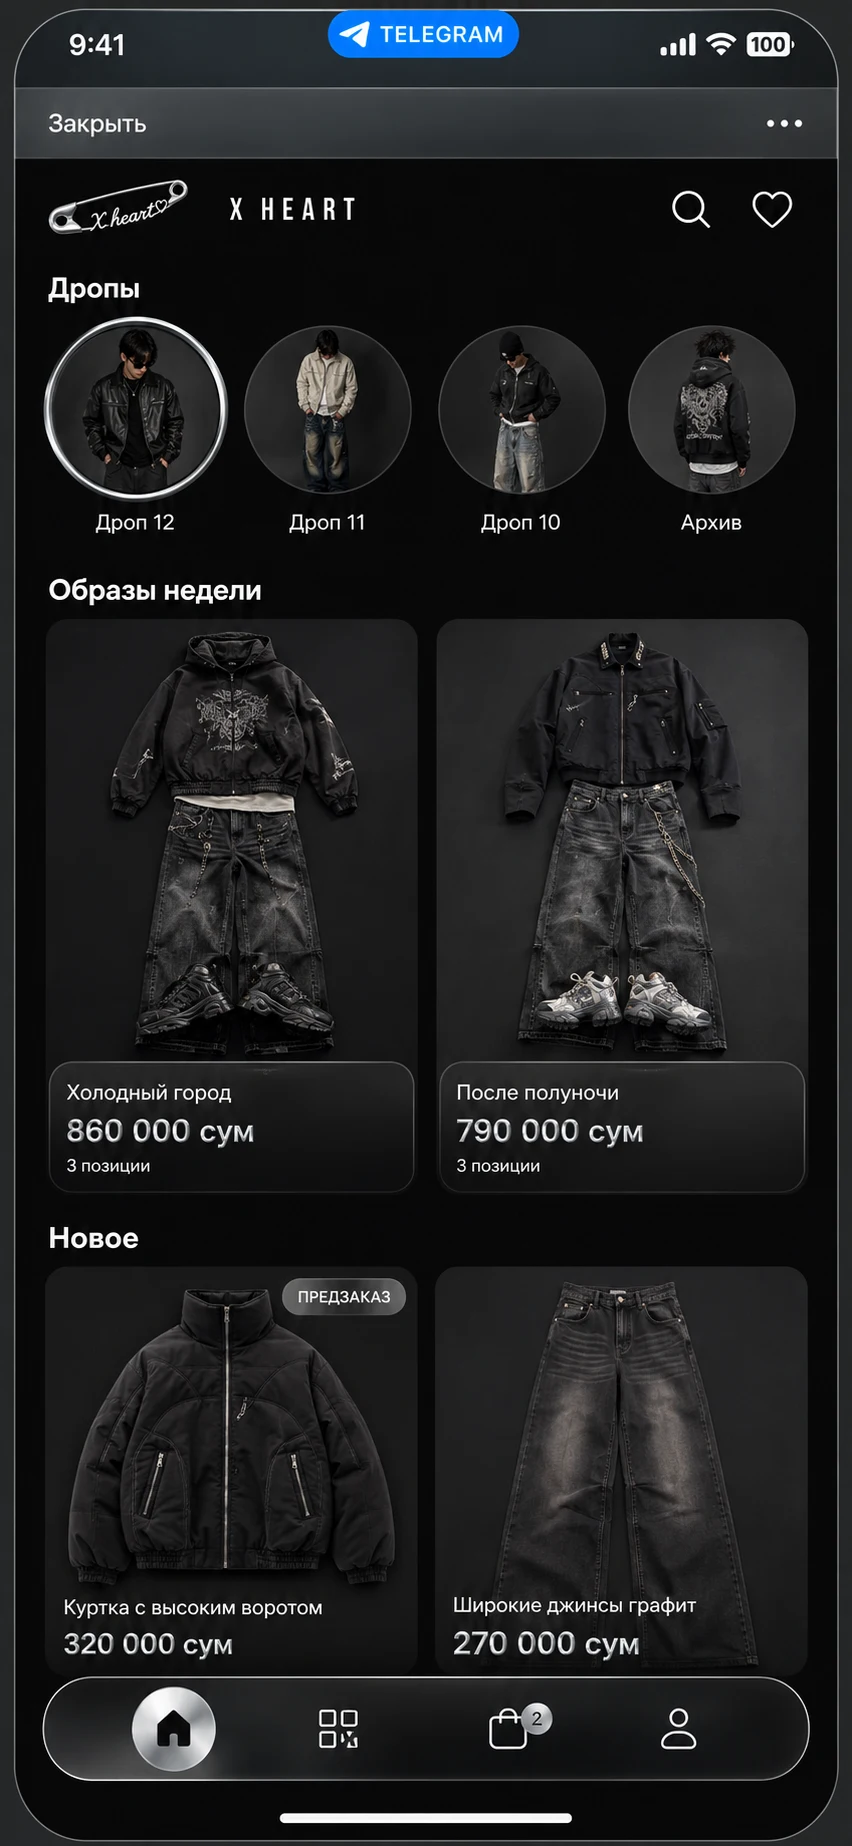 9:41
TELEGRAM
100
Закрыть
X heart
X HEART
Дропы
Дроп 12
Дроп 11
Дроп 10
Архив
Образы недели
Холодный город
860 000 сум
3 позиции
После полуночи
790 000 сум
3 позиции
Новое
ПРЕДЗАКАЗ
Куртка с высоким воротом
320 000 сум
Широкие джинсы графит
270 000 сум
2